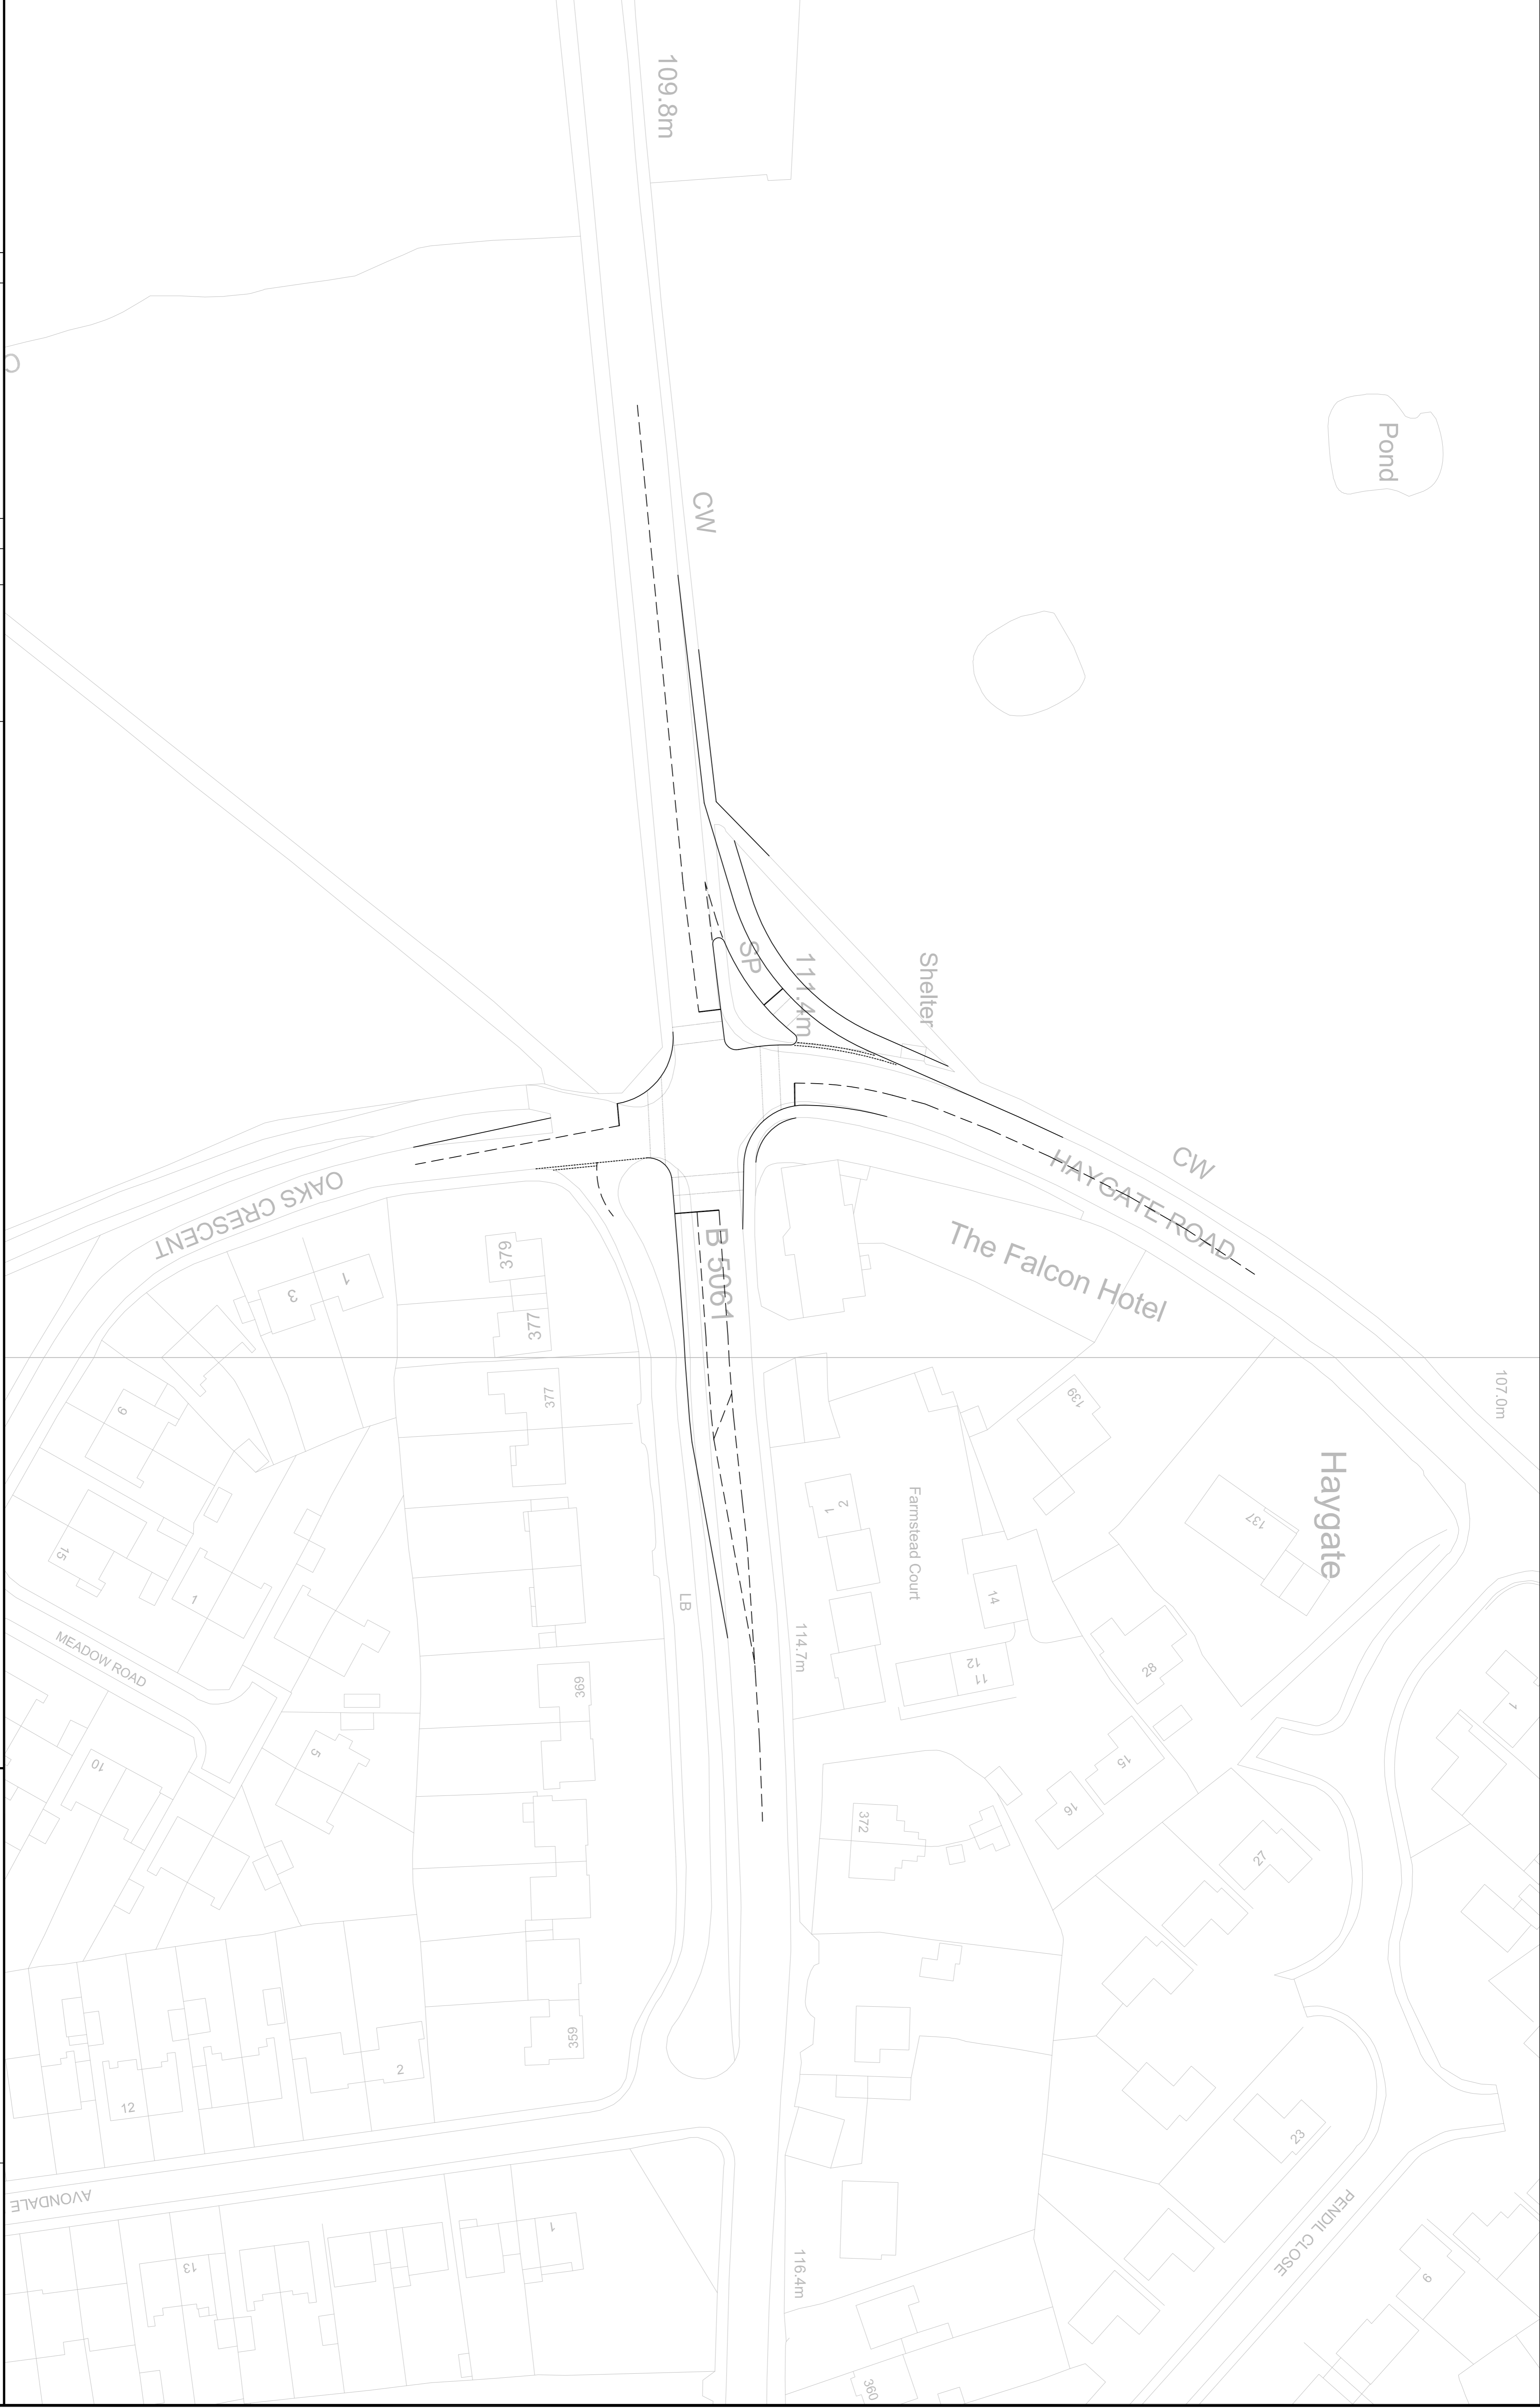 109.8m
Pond
CW
SP
111.4m
Shelter
CW
HAYGATE ROAD
OAKS CRESCENT
B 5061
The Falcon Hotel
379
377
1
3
377
9
139
107.0m
Haygate
137
2
1
Farmstead Court
15
1
LB
14
114.7m
MEADOW ROAD
12
11
28
369
1
5
10
15
16
372
27
359
2
12
23
AVONDALE
PENDIL CLOSE
1
13
116.4m
360